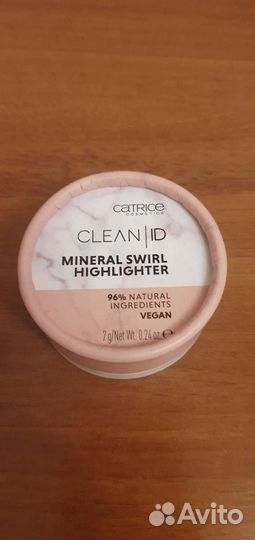 CATRICE
COSMETICS
CLEAN|ID
MINERAL SWIRL
HIGHLIGHTER
96% NATURAL
INGREDIENTS
VEGAN
7 g/Net Wt. 0.24 oz ℮
Avito